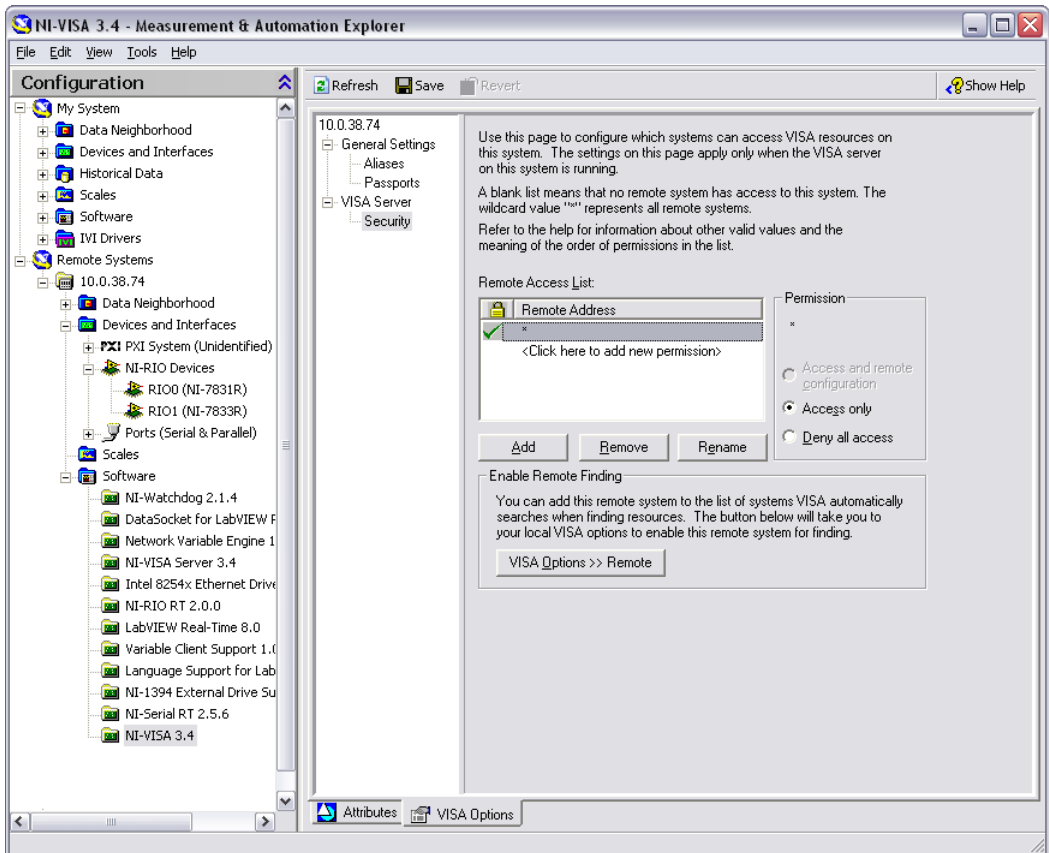 NI-VISA 3.4 - Measurement & Automation Explorer
File Edit View Tools Help
Configuration
My System
Data Neighborhood
Devices and Interfaces
Historical Data
Scales
Software
IVI Drivers
Remote Systems
10.0.38.74
Data Neighborhood
Devices and Interfaces
PXI System (Unidentified)
NI-RIO Devices
RIO0 (NI-7831R)
RIO1 (NI-7833R)
Ports (Serial & Parallel)
Scales
Software
NI-Watchdog 2.1.4
DataSocket for LabVIEW
Network Variable Engine 1
NI-VISA Server 3.4
Intel 8254x Ethernet Drive
NI-RIO RT 2.0.0
LabVIEW Real-Time 8.0
Variable Client Support 1.0
Language Support for Lab
NI-1394 External Drive Su
NI-Serial RT 2.5.6
NI-VISA 3.4
Refresh Save Revert Show Help
10.0.38.74
General Settings
Aliases
Passports
VISA Server
Security
Use this page to configure which systems can access VISA resources on
this system. The settings on this page apply only when the VISA server
on this system is running.
A blank list means that no remote system has access to this system. The
wildcard value "*" represents all remote systems.
Refer to the help for information about other valid values and the
meaning of the order of permissions in the list.
Remote Access List:
Remote Address
*
<Click here to add new permission>
Add Remove Rename
Permission
*
Access and remote
configuration
Access only
Deny all access
Enable Remote Finding
You can add this remote system to the list of systems VISA automatically
searches when finding resources. The button below will take you to
your local VISA options to enable this remote system for finding.
VISA Options >> Remote
Attributes VISA Options